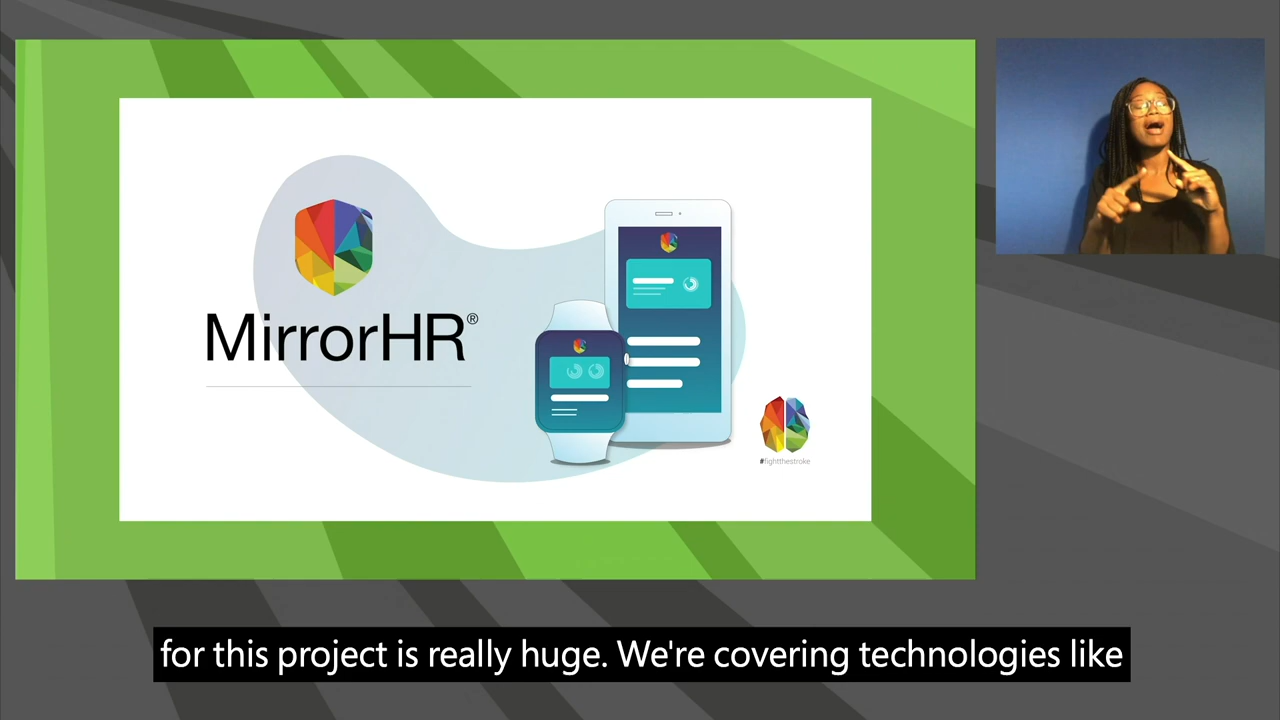 MirrorHR®
#fightthestroke
for this project is really huge. We're covering technologies like